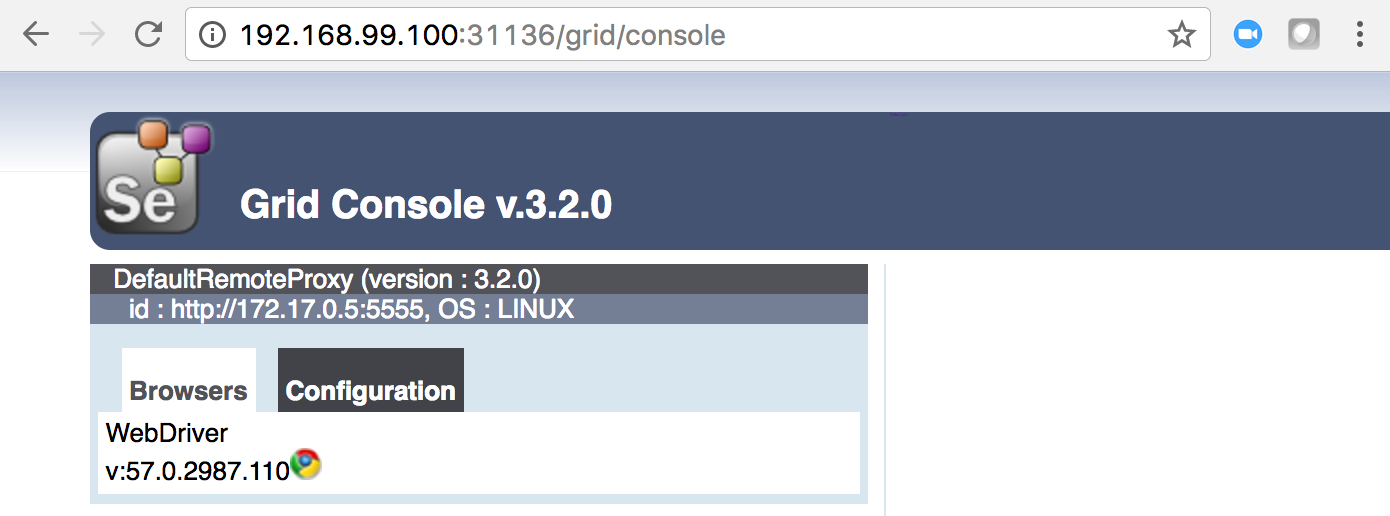 192.168.99.100:31136/grid/console
Se
Grid Console v.3.2.0
DefaultRemoteProxy (version : 3.2.0)
id : http://172.17.0.5:5555, OS : LINUX
Browsers Configuration
WebDriver
v:57.0.2987.110